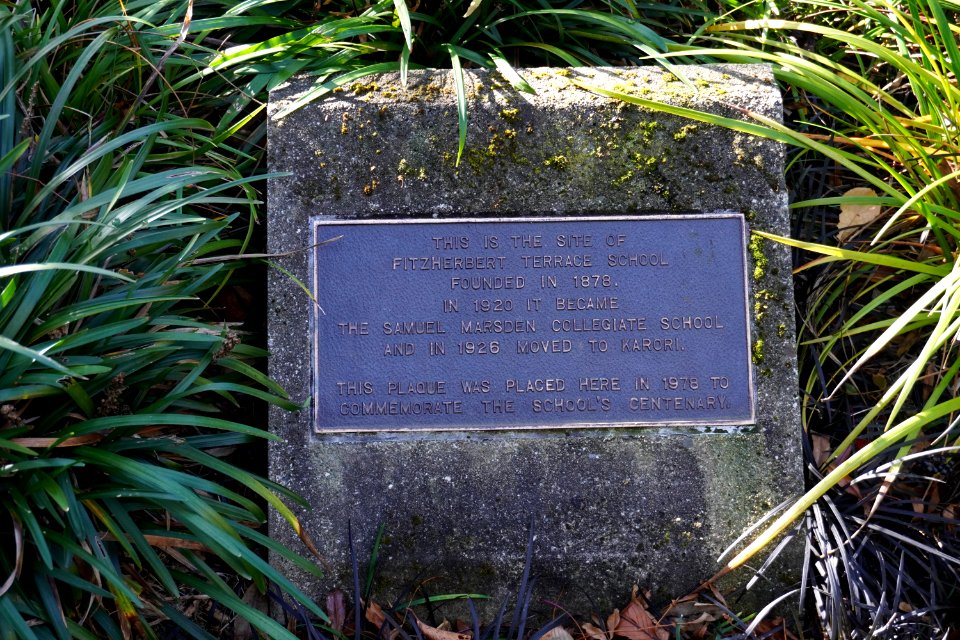 THIS IS THE SITE OF
FITZHERBERT TERRACE SCHOOL
FOUNDED IN 1878.
IN 1920 IT BECAME
THE SAMUEL MARSDEN COLLEGIATE SCHOOL
AND IN 1926 MOVED TO KARORI.
THIS PLAQUE WAS PLACED HERE IN 1978 TO
COMMEMORATE THE SCHOOL'S CENTENARY.